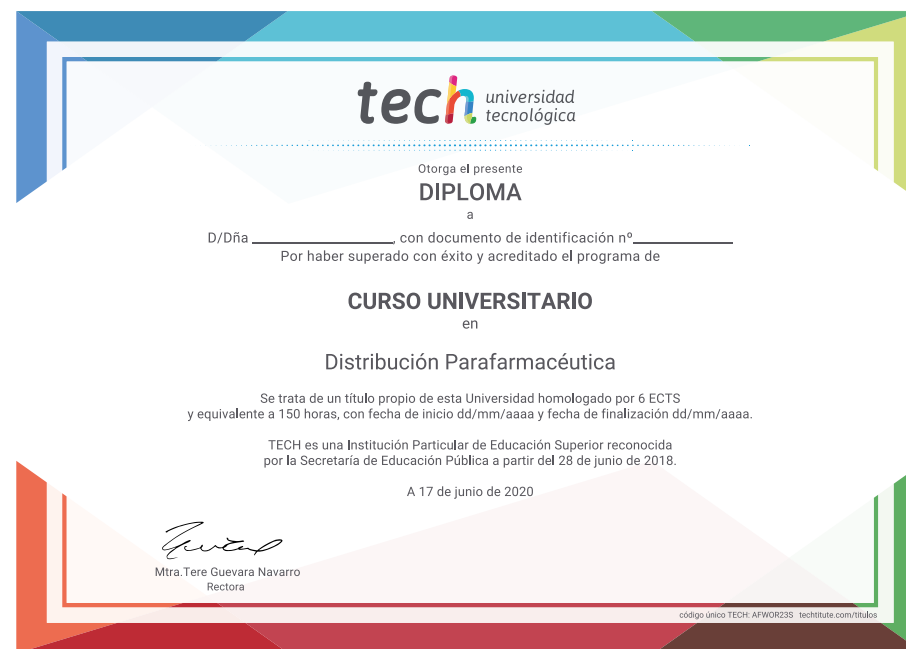 tech universidad
tecnológica
Otorga el presente
DIPLOMA
a
D/Dña ____________________, con documento de identificación nº______________
Por haber superado con éxito y acreditado el programa de
CURSO UNIVERSITARIO
en
Distribución Parafarmacéutica
Se trata de un título propio de esta Universidad homologado por 6 ECTS
y equivalente a 150 horas, con fecha de inicio dd/mm/aaaa y fecha de finalización dd/mm/aaaa.
TECH es una Institución Particular de Educación Superior reconocida
por la Secretaría de Educación Pública a partir del 28 de junio de 2018.
A 17 de junio de 2020
Mtra.Tere Guevara Navarro
Rectora
código único TECH: AFWOR23S techtitute.com/titulos